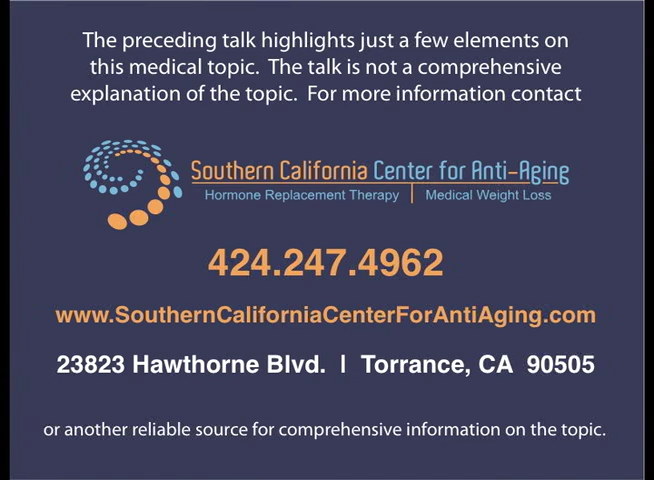 The preceding talk highlights just a few elements on
this medical topic.  The talk is not a comprehensive
explanation of the topic.  For more information contact
Southern California Center for Anti-Aging
Hormone Replacement Therapy | Medical Weight Loss
424.247.4962
www.SouthernCaliforniaCenterForAntiAging.com
23823 Hawthorne Blvd.  |  Torrance, CA  90505
or another reliable source for comprehensive information on the topic.